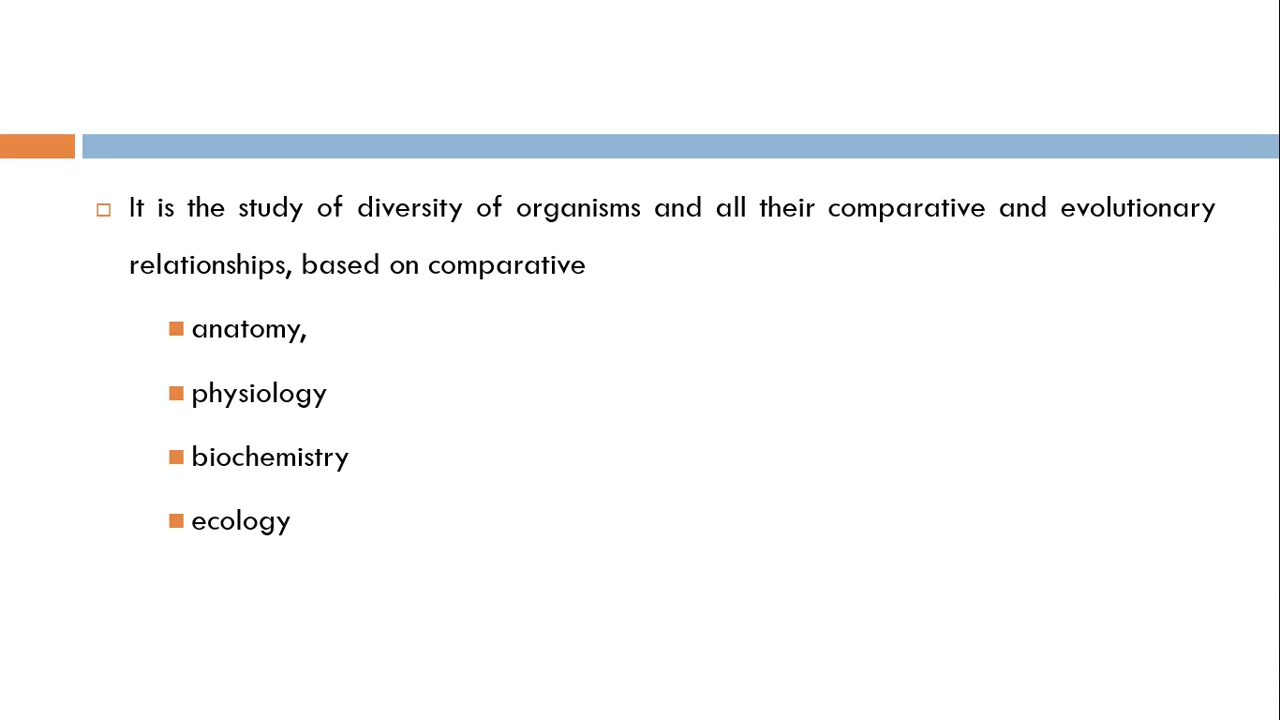 It is the study of diversity of organisms and all their comparative and evolutionary
relationships, based on comparative
anatomy,
physiology
biochemistry
ecology